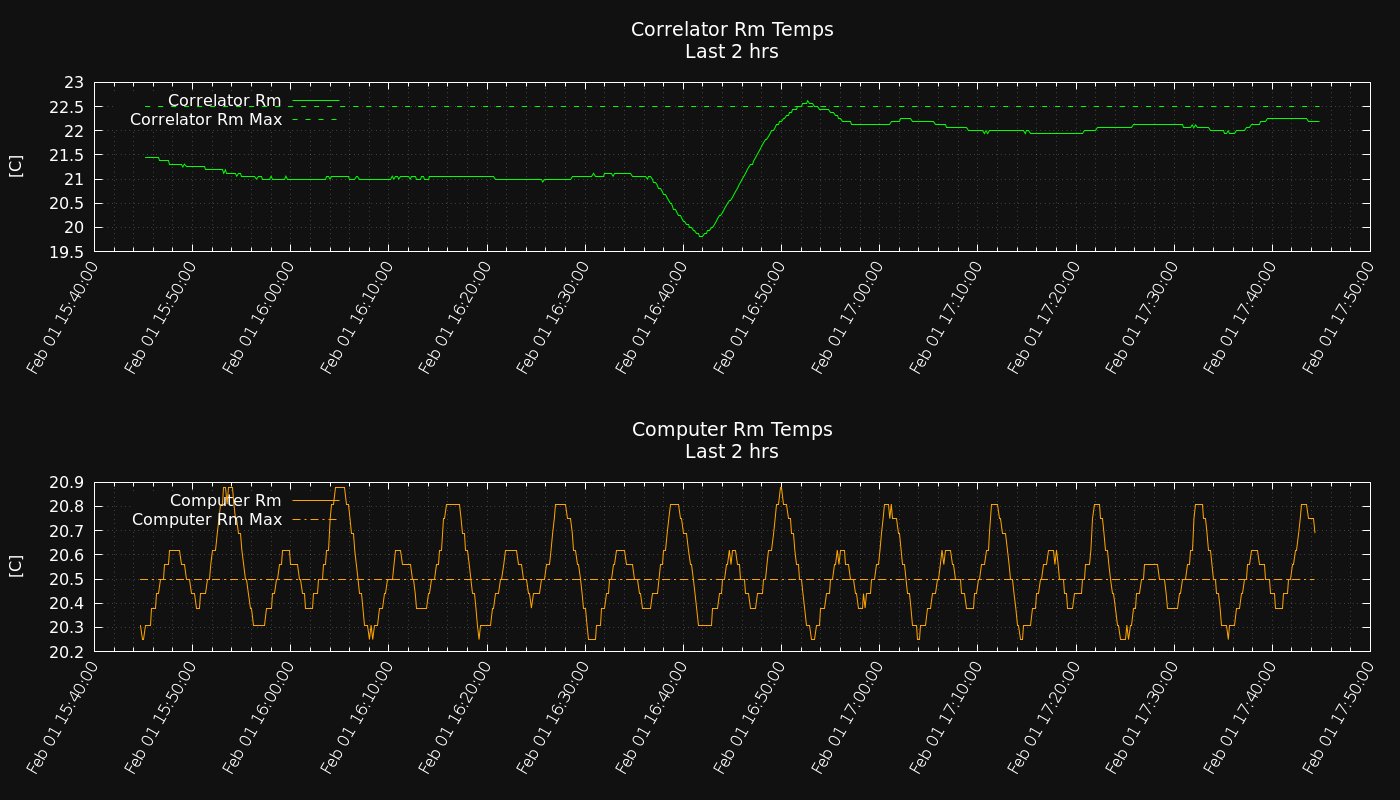 Correlator Rm Temps
Last 2 hrs
23
22.5
22
21.5
21
20.5
20
19.5
[C]
Correlator Rm
Correlator Rm Max
Feb 01 15:40:00
Feb 01 15:50:00
Feb 01 16:00:00
Feb 01 16:10:00
Feb 01 16:20:00
Feb 01 16:30:00
Feb 01 16:40:00
Feb 01 16:50:00
Feb 01 17:00:00
Feb 01 17:10:00
Feb 01 17:20:00
Feb 01 17:30:00
Feb 01 17:40:00
Feb 01 17:50:00
Computer Rm Temps
Last 2 hrs
20.9
20.8
20.7
20.6
20.5
20.4
20.3
20.2
[C]
Computer Rm
Computer Rm Max
Feb 01 15:40:00
Feb 01 15:50:00
Feb 01 16:00:00
Feb 01 16:10:00
Feb 01 16:20:00
Feb 01 16:30:00
Feb 01 16:40:00
Feb 01 16:50:00
Feb 01 17:00:00
Feb 01 17:10:00
Feb 01 17:20:00
Feb 01 17:30:00
Feb 01 17:40:00
Feb 01 17:50:00